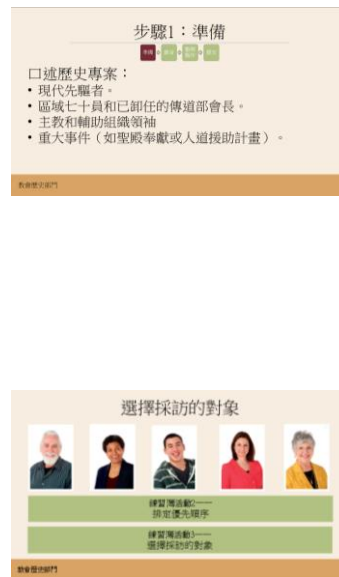 步驟1：準備
準備
口述歷史專案：
• 現代先驅者。
• 區域七十員和已卸任的傳道部會長。
• 主教和輔助組織領袖
• 重大事件（如聖殿奉獻或人道援助計畫）。
教會歷史部門
選擇採訪的對象
練習簿活動2——
排定優先順序
練習簿活動3——
選擇採訪的對象
教會歷史部門